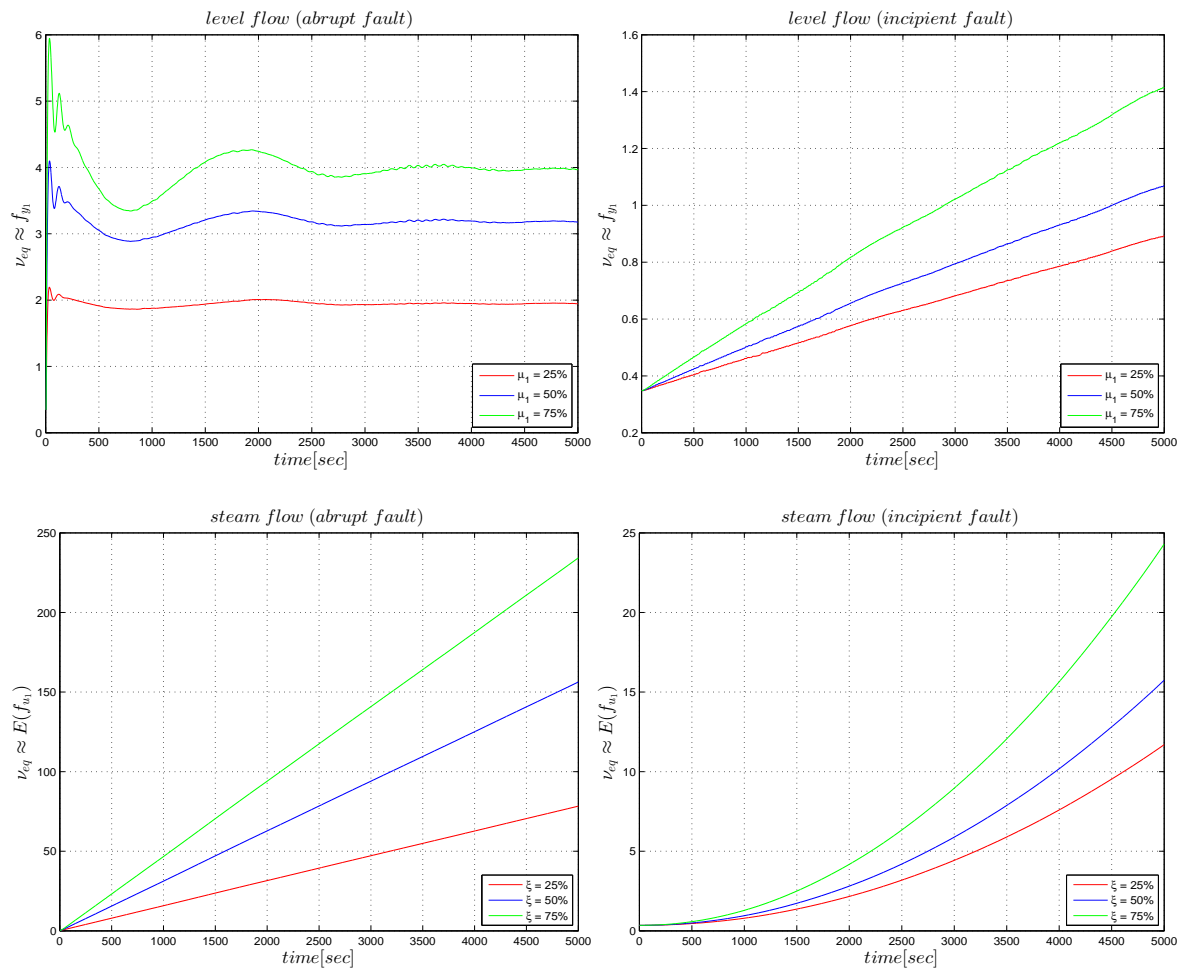 level flow (abrupt fault)
ν_eq ≈ f_y₁
6
5
4
3
2
1
0
0 500 1000 1500 2000 2500 3000 3500 4000 4500 5000
time[sec]
μ_1 = 25%
μ_1 = 50%
μ_1 = 75%
level flow (incipient fault)
ν_eq ≈ f_y₁
1.6
1.4
1.2
1
0.8
0.6
0.4
0.2
0 500 1000 1500 2000 2500 3000 3500 4000 4500 5000
time[sec]
μ_1 = 25%
μ_1 = 50%
μ_1 = 75%
steam flow (abrupt fault)
ν_eq ≈ E(f_u₁)
250
200
150
100
50
0
0 500 1000 1500 2000 2500 3000 3500 4000 4500 5000
time[sec]
ξ = 25%
ξ = 50%
ξ = 75%
steam flow (incipient fault)
ν_eq ≈ E(f_u₁)
25
20
15
10
5
0
0 500 1000 1500 2000 2500 3000 3500 4000 4500 5000
time[sec]
ξ = 25%
ξ = 50%
ξ = 75%